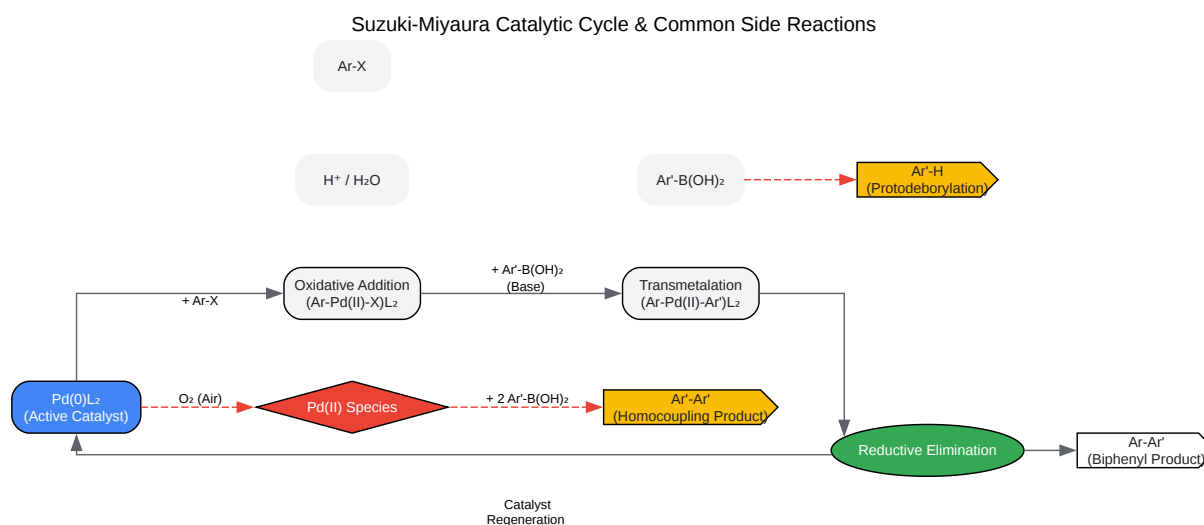 Suzuki-Miyaura Catalytic Cycle & Common Side Reactions
Ar-X
H⁺ / H₂O
Ar'-B(OH)₂
Ar'-H
(Protodeborylation)
Oxidative Addition
(Ar-Pd(II)-X)L₂
+ Ar'-B(OH)₂
(Base)
Transmetalation
(Ar-Pd(II)-Ar')L₂
+ Ar-X
Pd(0)L₂
(Active Catalyst)
O₂ (Air)
Pd(II) Species
+ 2 Ar'-B(OH)₂
Ar'-Ar'
(Homocoupling Product)
Reductive Elimination
Ar-Ar'
(Biphenyl Product)
Catalyst
Regeneration